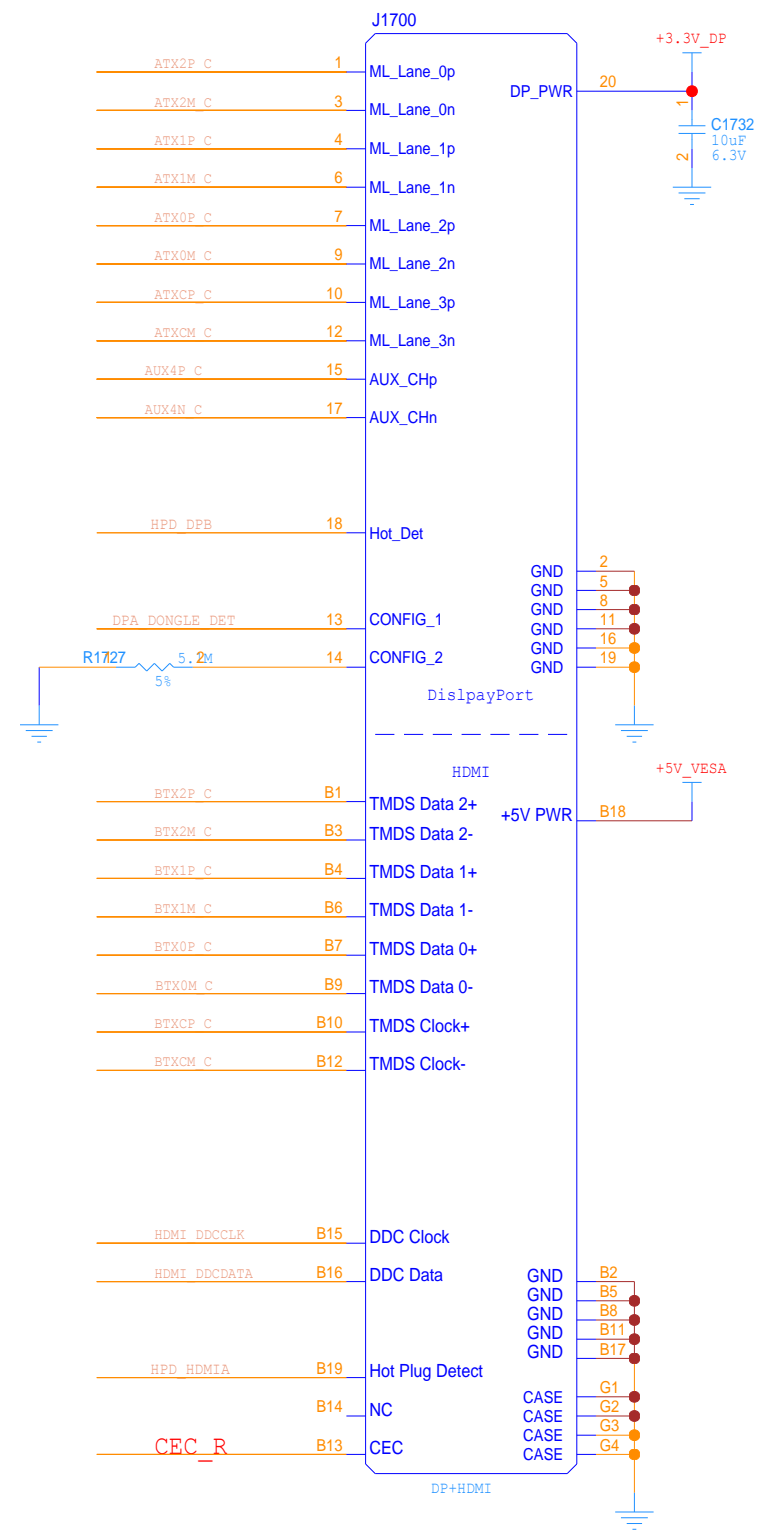 J1700
+3.3V_DP
ATX2P_C 1 ML_Lane_0p
DP_PWR 20
1
C1732
10uF
6.3V
2
ATX2M_C 3 ML_Lane_0n
ATX1P_C 4 ML_Lane_1p
ATX1M_C 6 ML_Lane_1n
ATX0P_C 7 ML_Lane_2p
ATX0M_C 9 ML_Lane_2n
ATXCP_C 10 ML_Lane_3p
ATXCM_C 12 ML_Lane_3n
AUX4P_C 15 AUX_CHp
AUX4N_C 17 AUX_CHn
HPD_DPB 18 Hot_Det
GND 2
GND 5
GND 8
DPA_DONGLE_DET 13 CONFIG_1
GND 11
GND 16
R1727 1 5.1M 2 14 CONFIG_2
5%
GND 19
DislpayPort
HDMI
+5V_VESA
BTX2P_C B1 TMDS Data 2+
+5V PWR B18
BTX2M_C B3 TMDS Data 2-
BTX1P_C B4 TMDS Data 1+
BTX1M_C B6 TMDS Data 1-
BTX0P_C B7 TMDS Data 0+
BTX0M_C B9 TMDS Data 0-
BTXCP_C B10 TMDS Clock+
BTXCM_C B12 TMDS Clock-
HDMI_DDCCLK B15 DDC Clock
HDMI_DDCDATA B16 DDC Data
GND B2
GND B5
GND B8
GND B11
GND B17
HPD_HDMIA B19 Hot Plug Detect
CASE G1
B14 NC
CASE G2
CASE G3
CEC_R B13 CEC
CASE G4
DP+HDMI